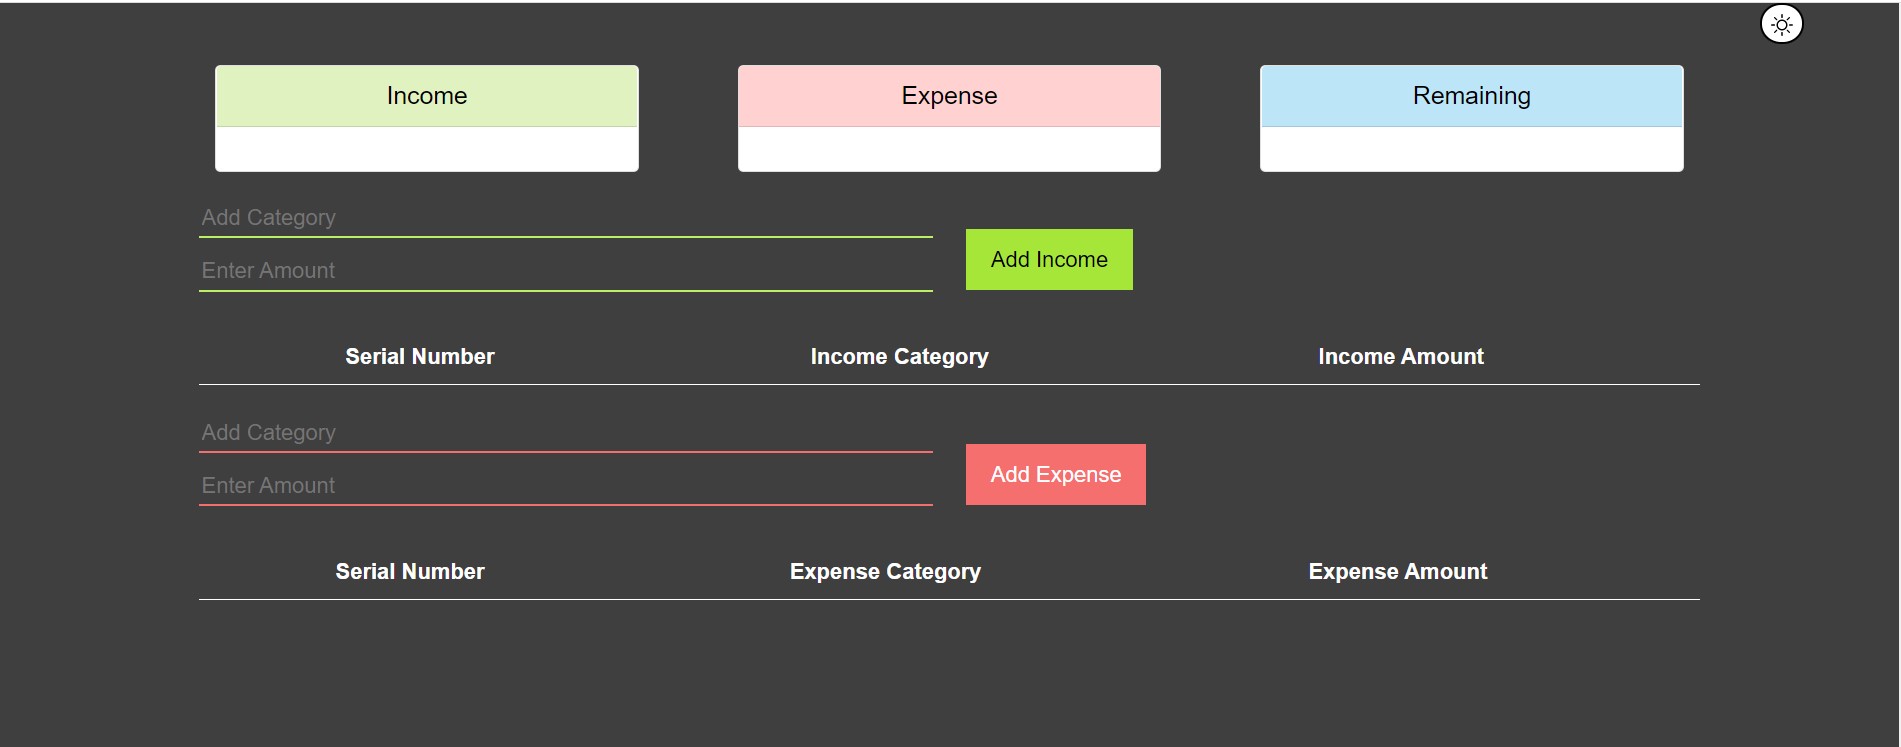 Income
Expense
Remaining
Add Category
Enter Amount
Add Income
Serial Number
Income Category
Income Amount
Add Category
Enter Amount
Add Expense
Serial Number
Expense Category
Expense Amount